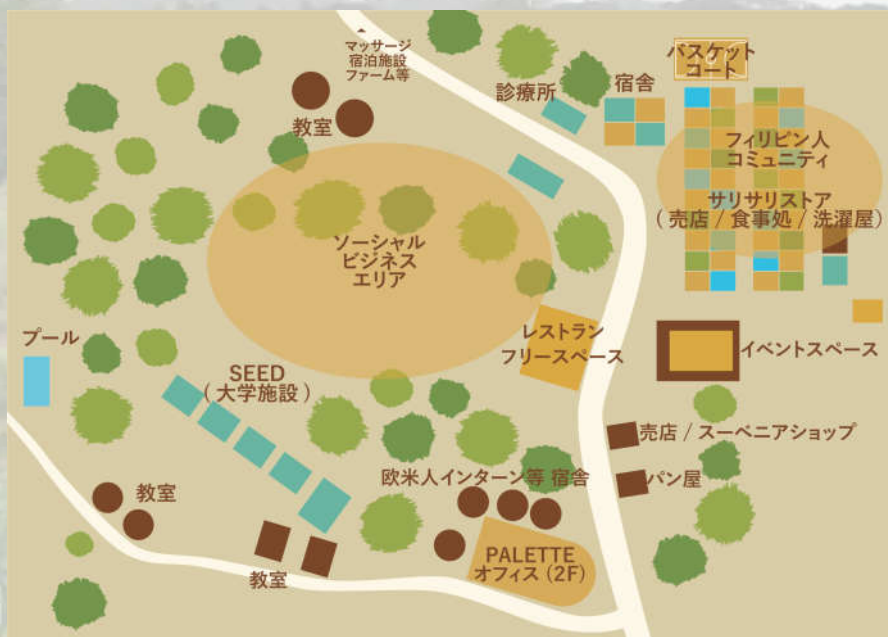 ▲
マッサージ
宿泊施設
ファーム等
教室
診療所
宿舎
バスケット
コート
フィリピン人
コミュニティ
サリサリストア
( 売店 / 食事処 / 洗濯屋 )
ソーシャル
ビジネス
エリア
レストラン
フリースペース
イベントスペース
プール
SEED
( 大学施設 )
売店 / スーベニアショップ
欧米人インターン等 宿舎
パン屋
教室
教室
PALETTE
オフィス (2F)